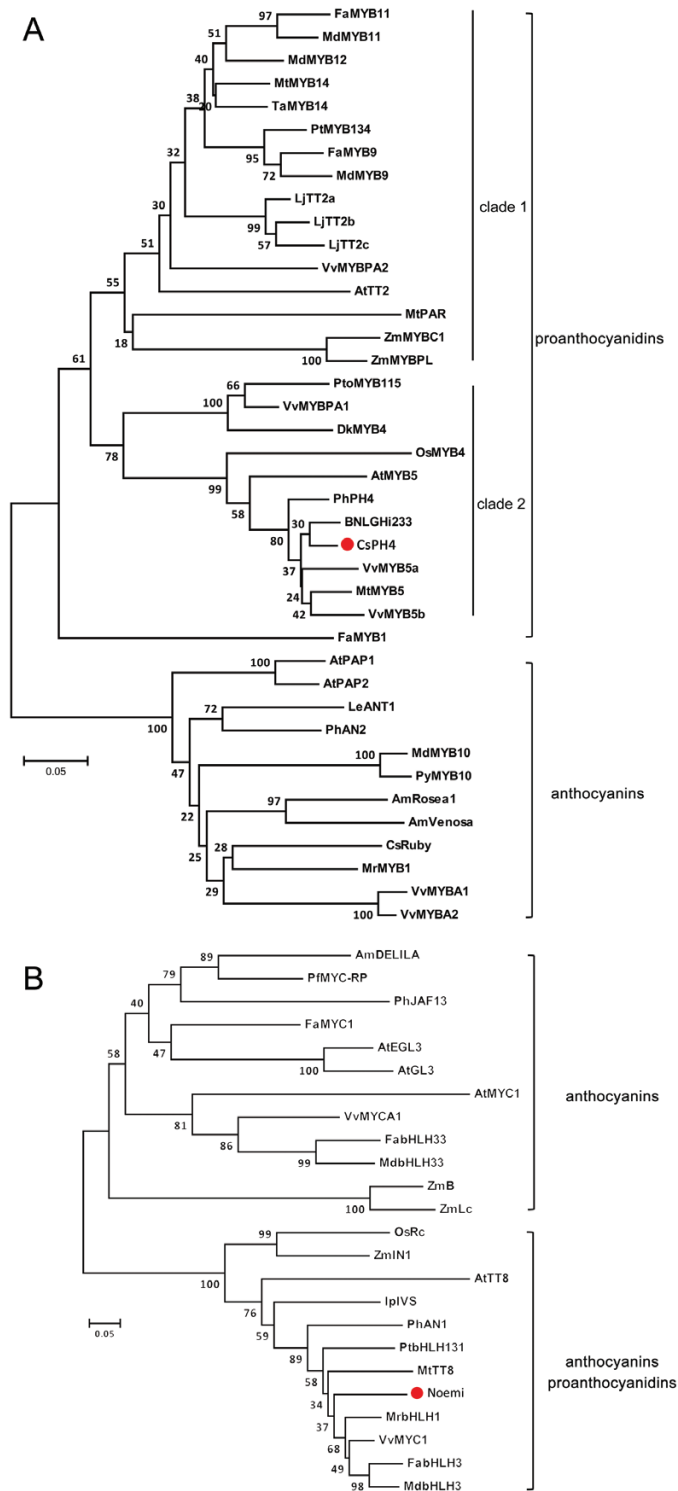 A
97
FaMYB11
51
MdMYB11
40
MdMYB12
38
MtMYB14
20
TaMYB14
PtMYB134
32
95
FaMYB9
72
MdMYB9
30
LjTT2a
clade 1
99
LjTT2b
57
LjTT2c
51
VvMYBPA2
55
AtTT2
MtPAR
18
ZmMYBC1
proanthocyanidins
100
ZmMYBPL
61
66
PtoMYB115
100
VvMYBPA1
DkMYB4
78
OsMYB4
99
AtMYB5
58
PhPH4
clade 2
30
BNLGHi233
80
CsPH4
37
VvMYB5a
24
MtMYB5
42
VvMYB5b
FaMYB1
100
AtPAP1
AtPAP2
72
LeANT1
100
PhAN2
100
MdMYB10
47
0.05
PyMYB10
anthocyanins
97
AmRosea1
22
AmVenosa
28
CsRuby
25
MrMYB1
29
VvMYBA1
100
VvMYBA2
B
89
AmDELILA
79
PfMYC-RP
40
PhJAF13
FaMYC1
58
47
AtEGL3
100
AtGL3
AtMYC1
anthocyanins
81
VvMYCA1
86
FabHLH33
99
MdbHLH33
ZmB
100
ZmLc
99
OsRc
ZmIN1
100
AtTT8
76
IpIVS
0.05
59
PhAN1
89
PtbHLH131
anthocyanins
58
MtTT8
proanthocyanidins
34
Noemi
37
MrbHLH1
68
VvMYC1
49
FabHLH3
98
MdbHLH3